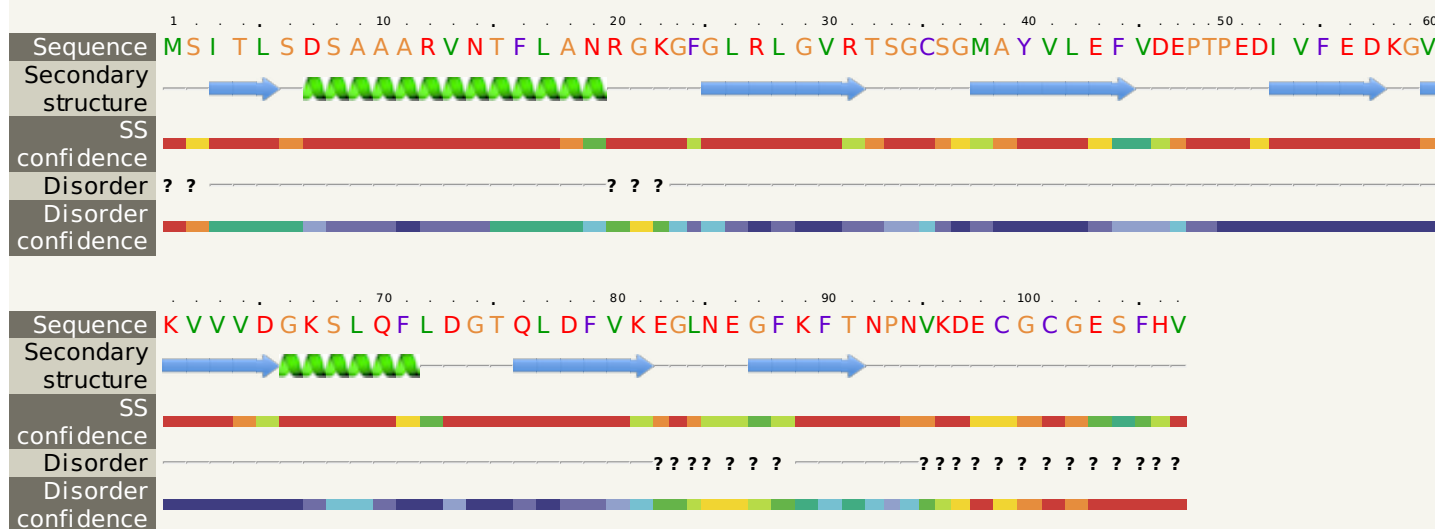 1 . . . . . . . . 10 . . . . . . . . . 20 . . . . . . . . . 30 . . . . . . . . . 40 . . . . . . . . . 50 . . . . . . . . . 60
Sequence M S I T L S D S A A A R V N T F L A N R G K G F G L R L G V R T S G C S G M A Y V L E F V D E P T P E D I V F E D K G V
Secondary
structure
SS
confidence
Disorder ? ? ? ? ?
Disorder
confidence
. . . . . . . . . 70 . . . . . . . . . 80 . . . . . . . . . 90 . . . . . . . . . 100 . . . . . . .
Sequence K V V V D G K S L Q F L D G T Q L D F V K E G L N E G F K F T N P N V K D E C G C G E S F H V
Secondary
structure
SS
confidence
Disorder ? ? ? ? ? ? ? ? ? ? ? ? ? ? ? ? ? ? ? ?
Disorder
confidence